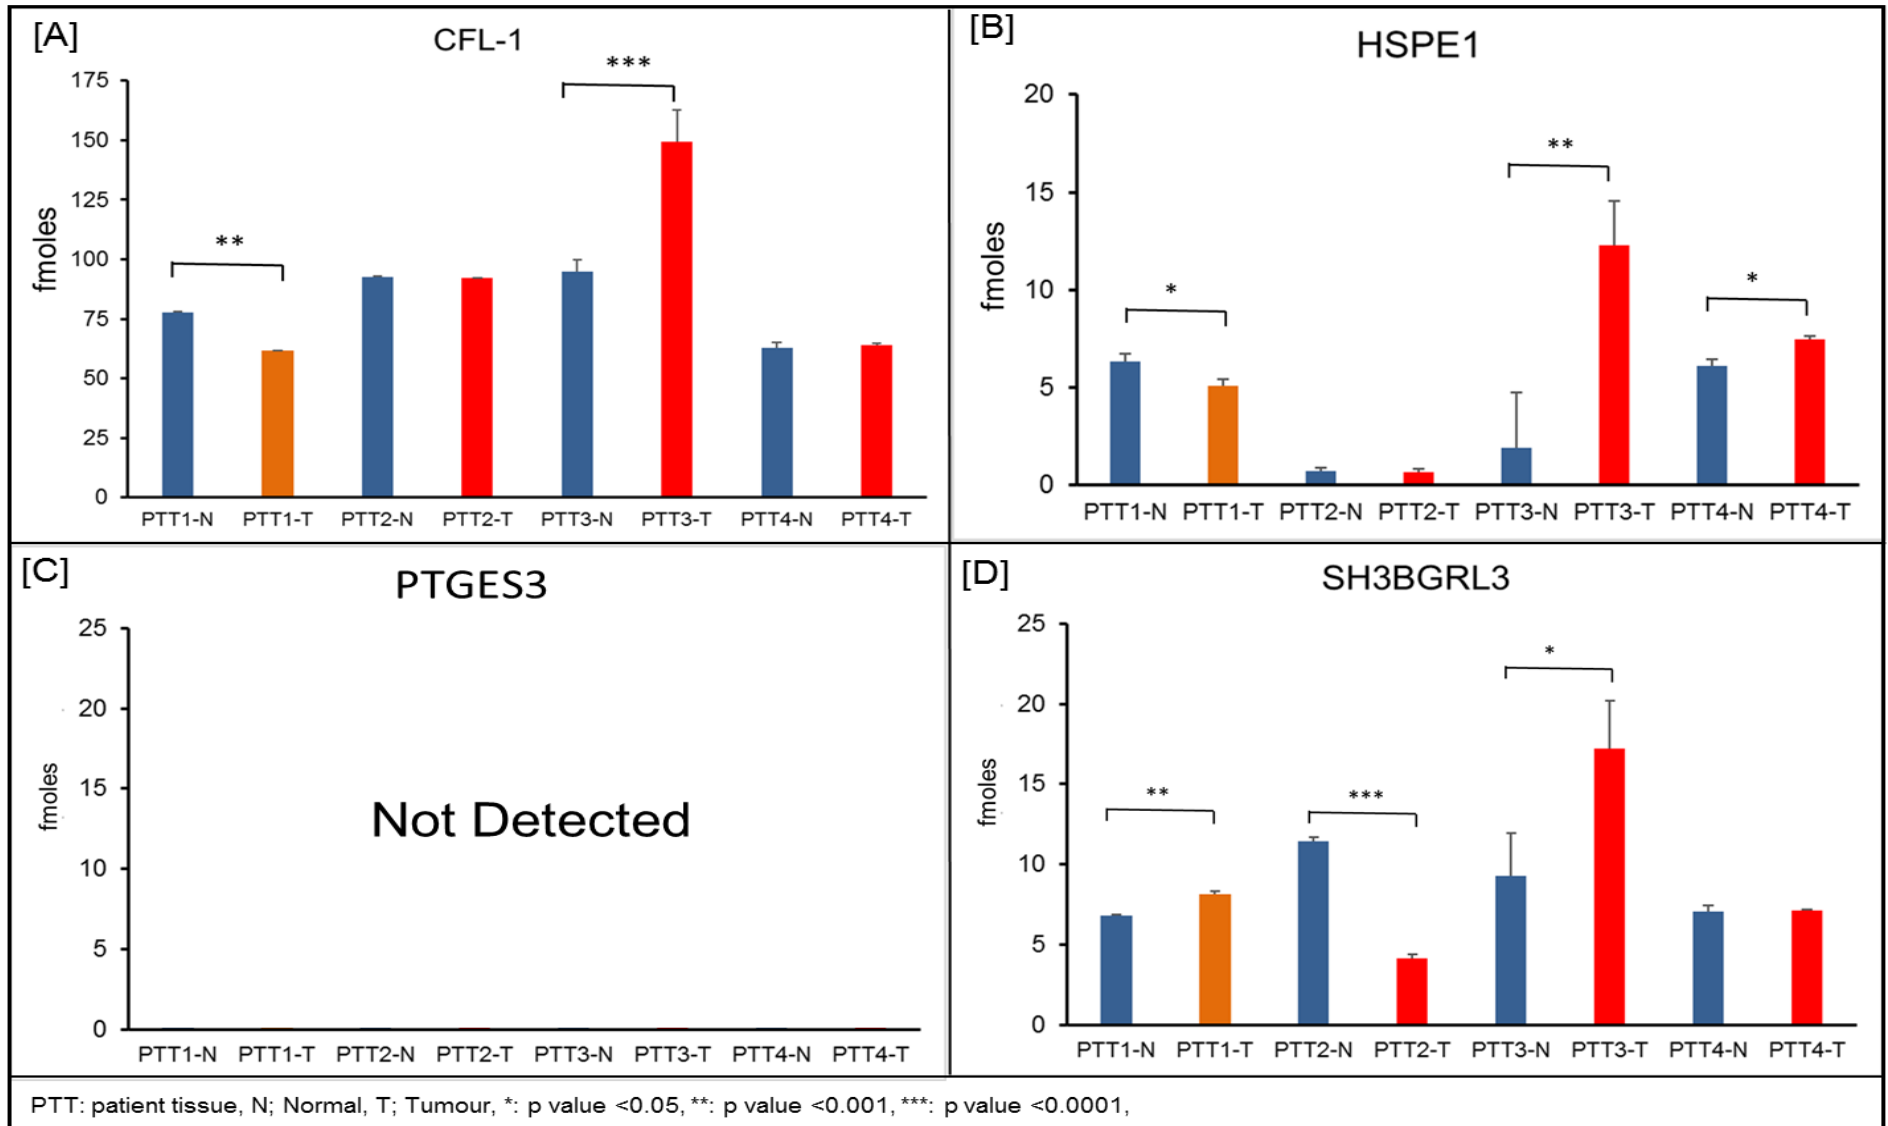 [A]
CFL-1
175
150
125
100
75
50
25
0
fmoles
**
***
PTT1-N PTT1-T PTT2-N PTT2-T PTT3-N PTT3-T PTT4-N PTT4-T
[B]
HSPE1
20
15
10
5
0
fmoles
*
**
*
PTT1-N PTT1-T PTT2-N PTT2-T PTT3-N PTT3-T PTT4-N PTT4-T
[C]
PTGES3
25
20
15
10
5
0
fmoles
Not Detected
PTT1-N PTT1-T PTT2-N PTT2-T PTT3-N PTT3-T PTT4-N PTT4-T
[D]
SH3BGRL3
25
20
15
10
5
0
fmoles
**
***
*
PTT1-N PTT1-T PTT2-N PTT2-T PTT3-N PTT3-T PTT4-N PTT4-T
PTT: patient tissue, N; Normal, T; Tumour, *: p value <0.05, **: p value <0.001, ***: p value <0.0001,